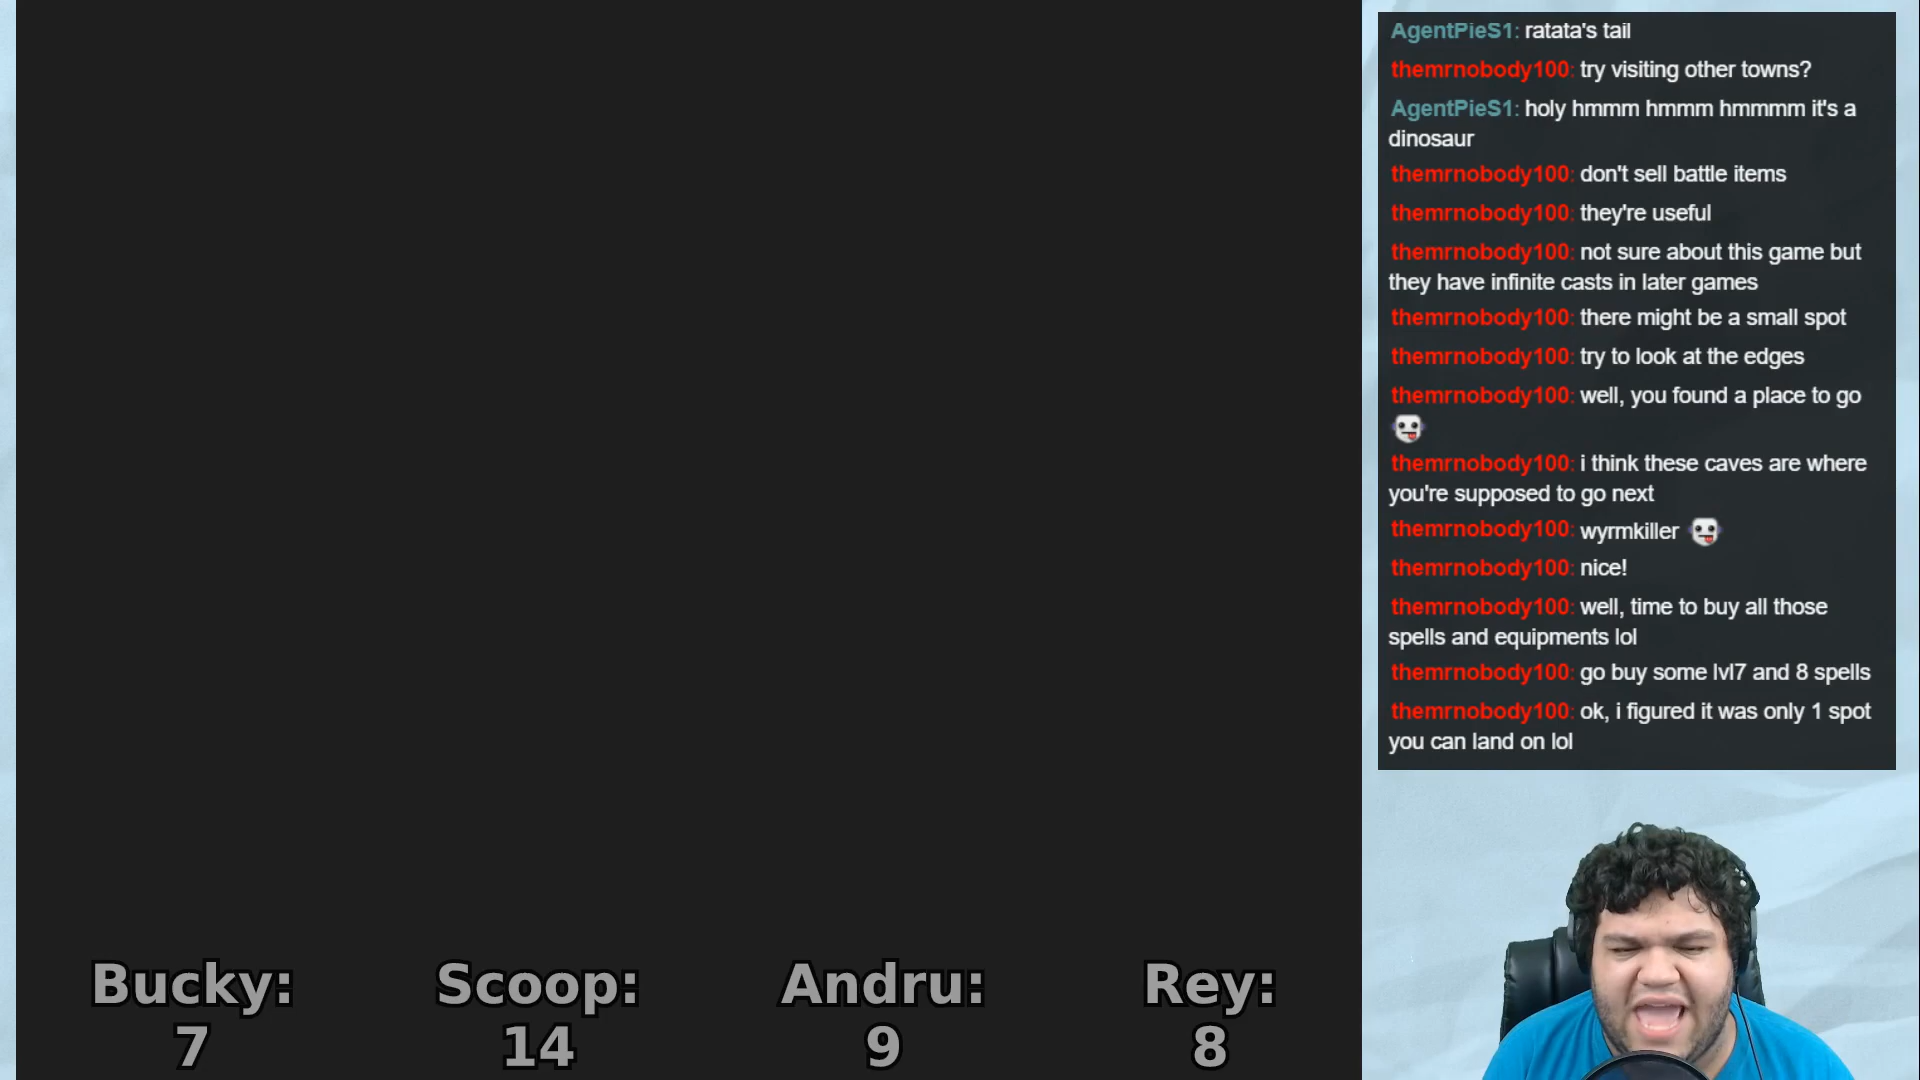 AgentPieS1: ratata's tail
themrnobody100: try visiting other towns?
AgentPieS1: holy hmmm hmmm hmmmm it's a
dinosaur
themrnobody100: don't sell battle items
themrnobody100: they're useful
themrnobody100: not sure about this game but
they have infinite casts in later games
themrnobody100: there might be a small spot
themrnobody100: try to look at the edges
themrnobody100: well, you found a place to go
themrnobody100: i think these caves are where
you're supposed to go next
themrnobody100: wyrmkiller
themrnobody100: nice!
themrnobody100: well, time to buy all those
spells and equipments lol
themrnobody100: go buy some lvl7 and 8 spells
themrnobody100: ok, i figured it was only 1 spot
you can land on lol
Bucky: Scoop: Andru: Rey:
7 14 9 8